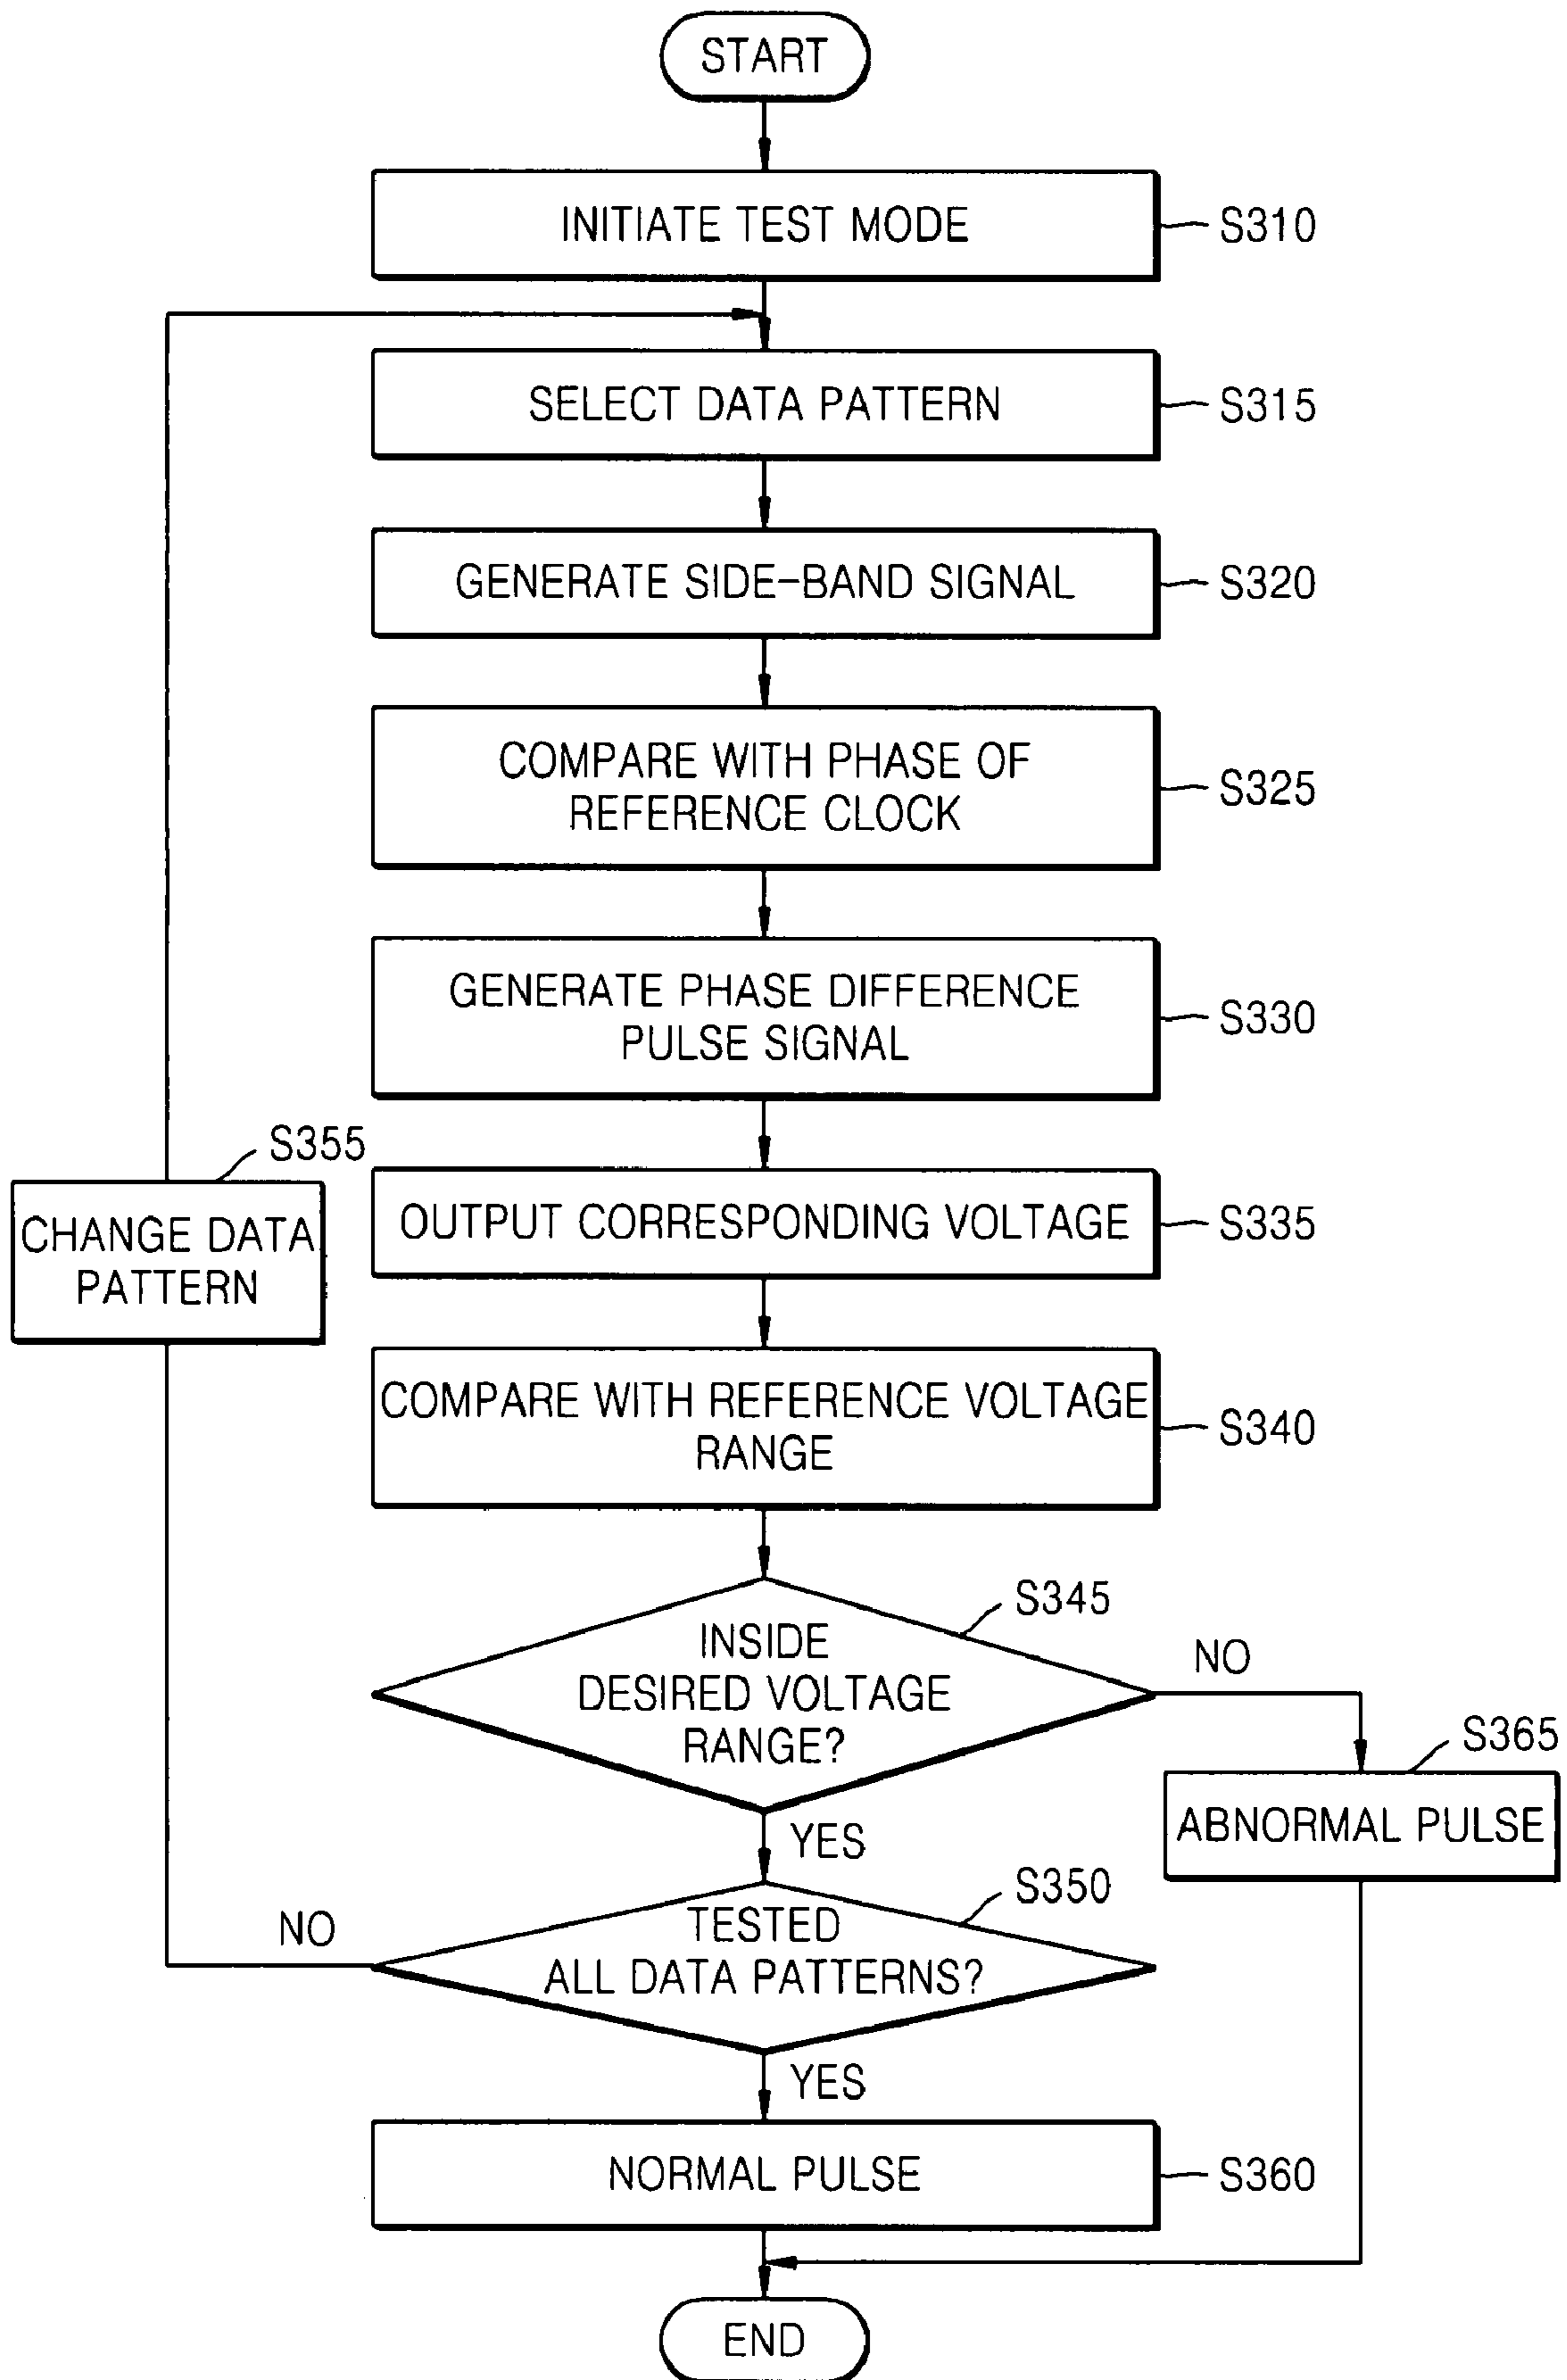 START
INITIATE TEST MODE
S310
SELECT DATA PATTERN
S315
GENERATE SIDE-BAND SIGNAL
S320
COMPARE WITH PHASE OF
REFERENCE CLOCK
S325
GENERATE PHASE DIFFERENCE
PULSE SIGNAL
S330
S355
CHANGE DATA
PATTERN
OUTPUT CORRESPONDING VOLTAGE
S335
COMPARE WITH REFERENCE VOLTAGE
RANGE
S340
S345
INSIDE
DESIRED VOLTAGE
RANGE?
NO
S365
ABNORMAL PULSE
YES
S350
TESTED
ALL DATA PATTERNS?
NO
YES
NORMAL PULSE
S360
END